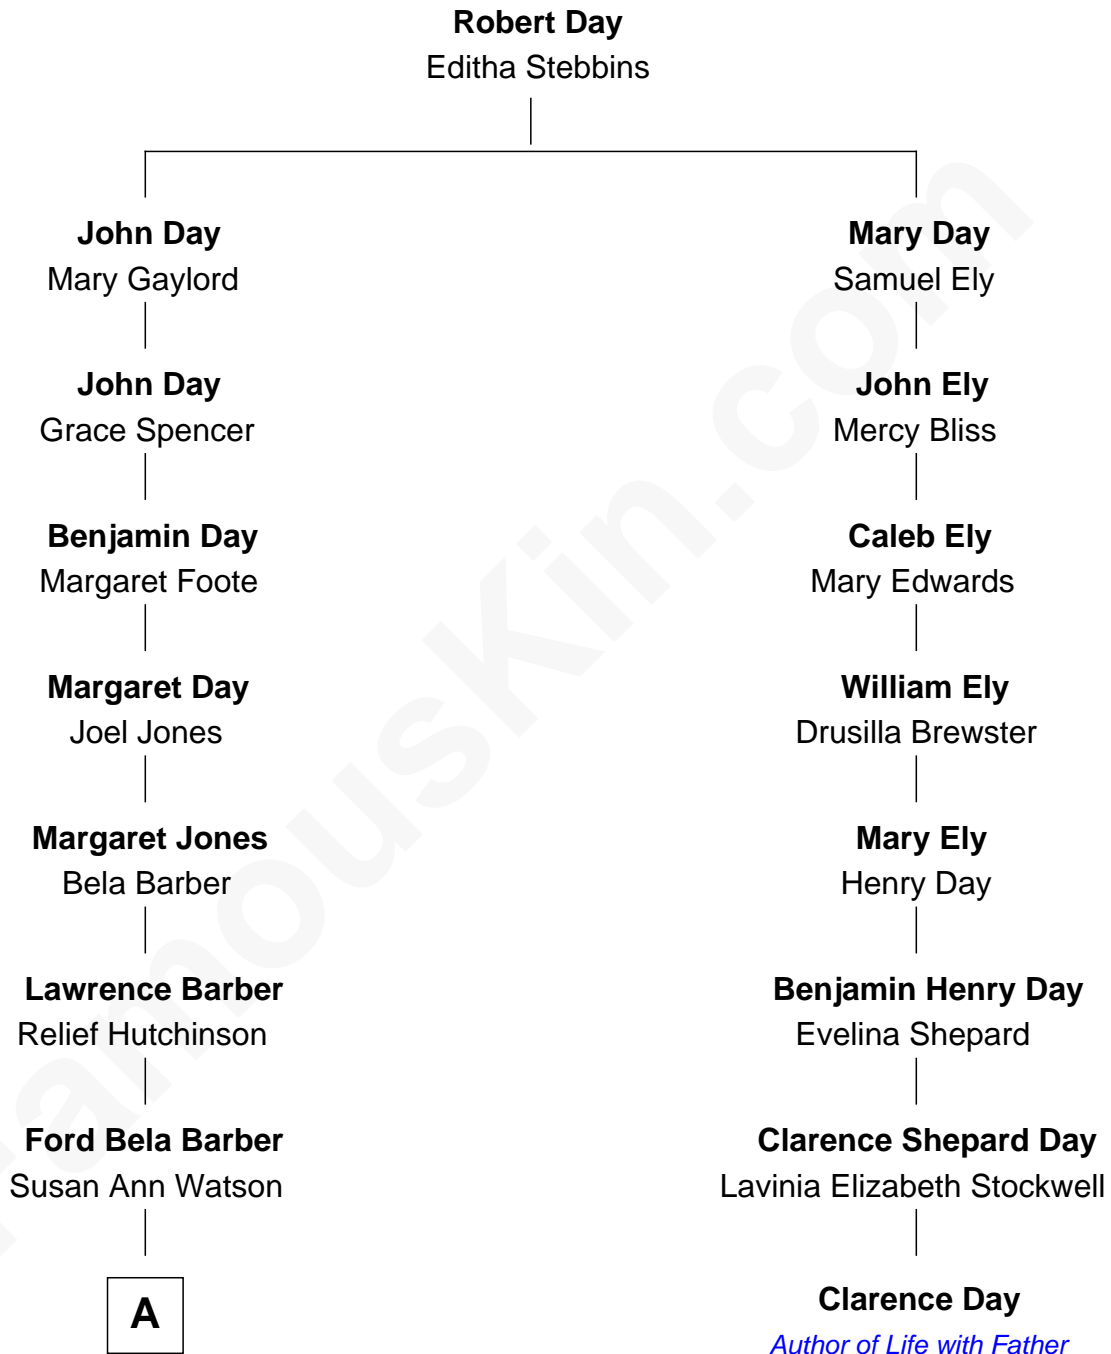 Robert Day
Editha Stebbins
John Day
Mary Gaylord
Mary Day
Samuel Ely
John Day
Grace Spencer
John Ely
Mercy Bliss
Benjamin Day
Margaret Foote
Caleb Ely
Mary Edwards
Margaret Day
Joel Jones
William Ely
Drusilla Brewster
Margaret Jones
Bela Barber
Mary Ely
Henry Day
Lawrence Barber
Relief Hutchinson
Benjamin Henry Day
Evelina Shepard
Ford Bela Barber
Susan Ann Watson
Clarence Shepard Day
Lavinia Elizabeth Stockwell
A
Clarence Day
Author of Life with Father
FamousKin.com